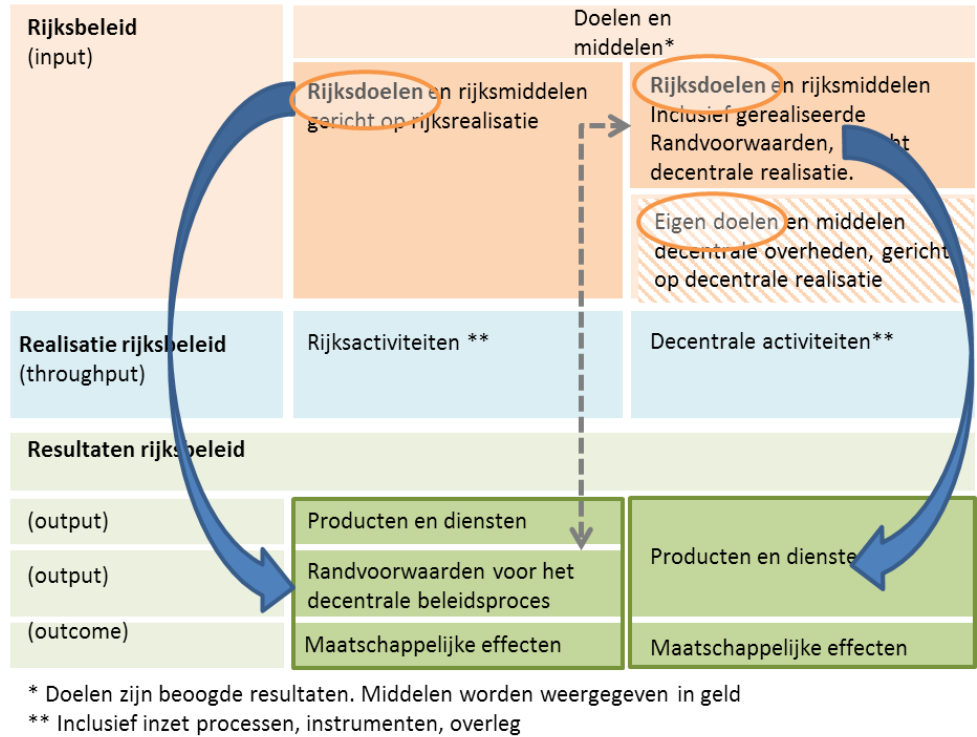 Rijksbeleid
(input)
Doelen en
middelen*
Rijksdoelen en rijksmiddelen
gericht op rijksrealisatie
Rijksdoelen en rijksmiddelen
Inclusief gerealiseerde
Randvoorwaarden,
decentrale realisatie.
Eigen doelen en middelen
decentrale overheden, gericht
op decentrale realisatie
Realisatie rijksbeleid
(throughput)
Rijksactiviteiten **
Decentrale activiteiten**
Resultaten rijksbeleid
(output)
Producten en diensten
(output)
Randvoorwaarden voor het
decentrale beleidsproces
Producten en diensten
(outcome)
Maatschappelijke effecten
Maatschappelijke effecten
* Doelen zijn beoogde resultaten. Middelen worden weergegeven in geld
** Inclusief inzet processen, instrumenten, overleg